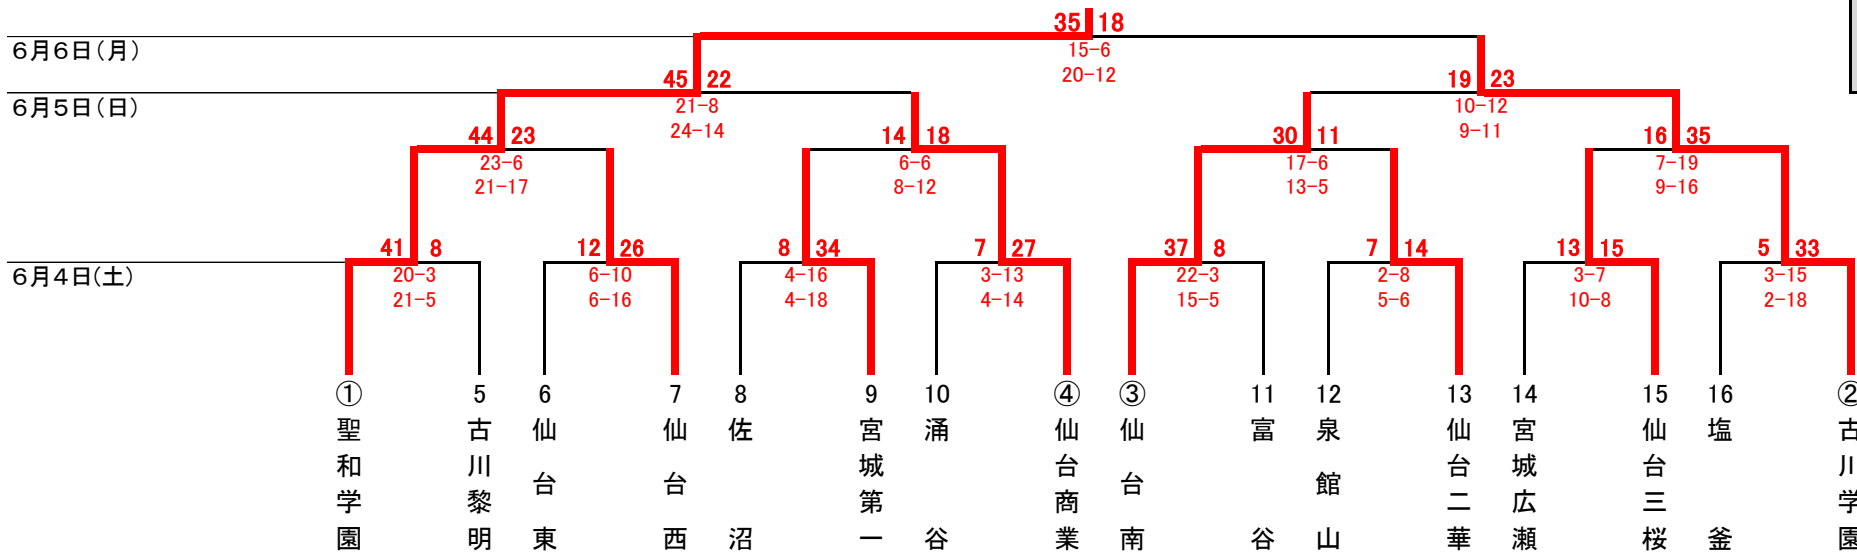 35 18
6月6日(月)
15-6
20-12
45 22
19 23
6月5日(日)
21-8
24-14
10-12
9-11
44 23
14 18
30 11
16 35
23-6
21-17
6-6
8-12
17-6
13-5
7-19
9-16
41 8
12 26
8 34
7 27
37 8
7 14
13 15
5 33
6月4日(土)
20-3
21-5
6-10
6-16
4-16
4-18
3-13
4-14
22-3
15-5
2-8
5-6
3-7
10-8
3-15
2-18
① 聖和学園
5 古川黎明
6 仙台東
7 仙台西
8 佐沼
9 宮城第一
10 涌谷
④ 仙台商業
③ 仙台南
11 富谷
12 泉館山
13 仙台二華
14 宮城広瀬
15 仙台三桜
16 塩釜
② 古川学園